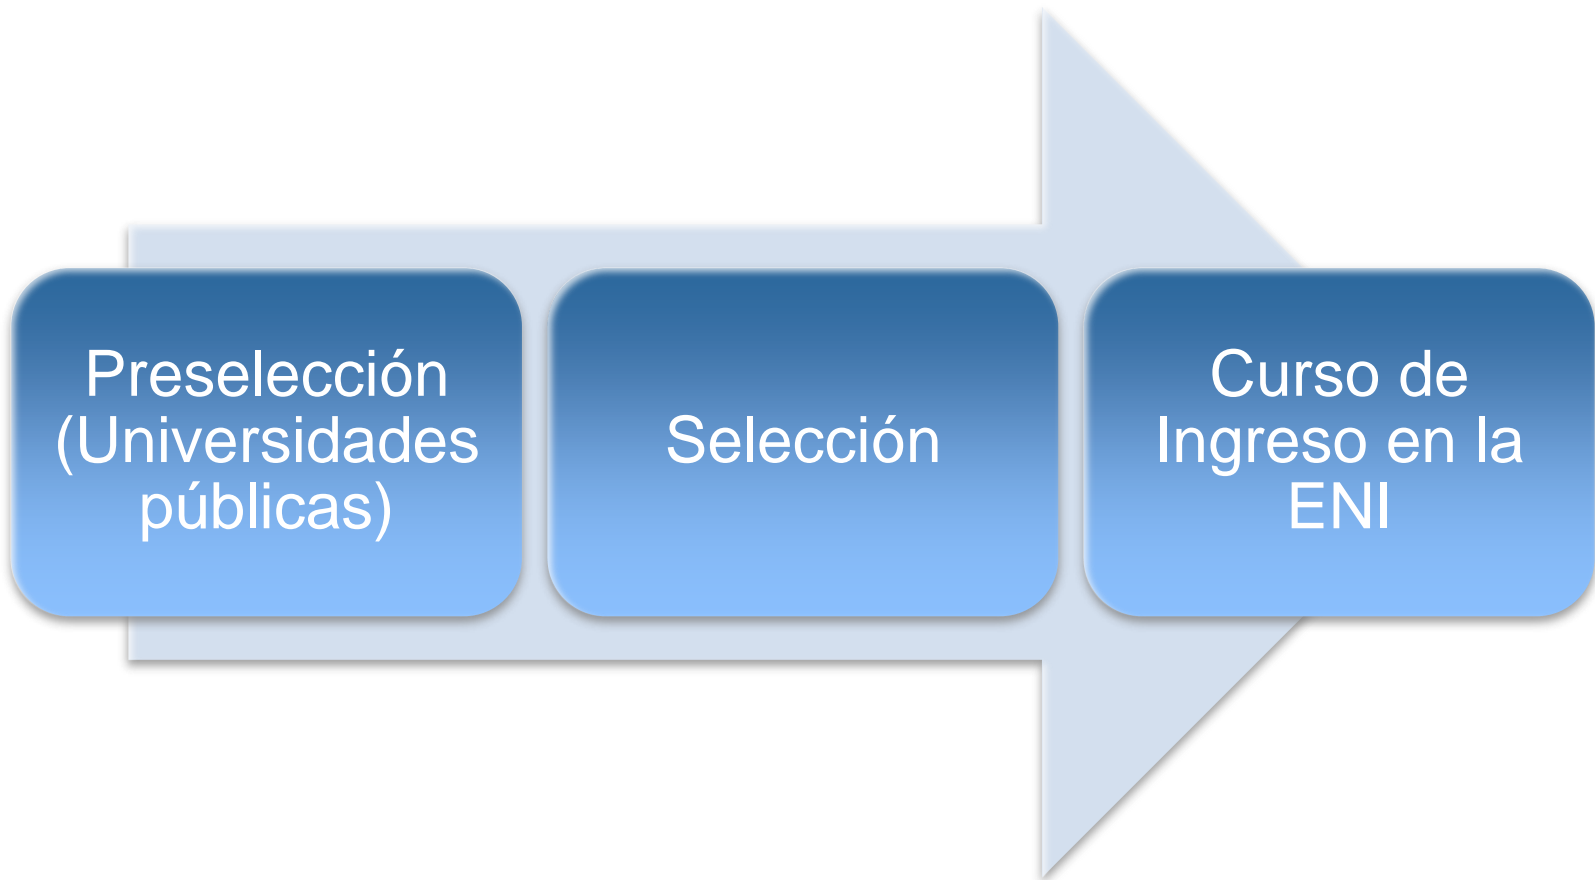 Preselección
(Universidades
públicas)
Selección
Curso de
Ingreso en la
ENI